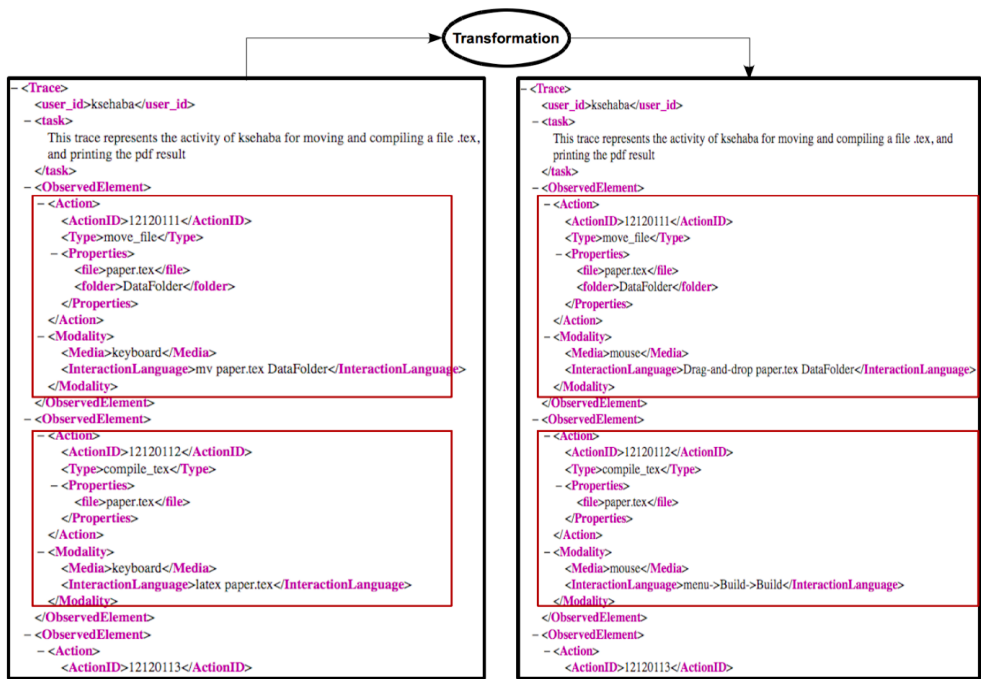 Transformation
– <Trace>
<user_id>ksehaba</user_id>
– <task>
This trace represents the activity of ksehaba for moving and compiling a file .tex,
and printing the pdf result
</task>
– <ObservedElement>
– <Action>
<ActionID>12120111</ActionID>
<Type>move_file</Type>
– <Properties>
<file>paper.tex</file>
<folder>DataFolder</folder>
</Properties>
</Action>
– <Modality>
<Media>keyboard</Media>
<InteractionLanguage>mv paper.tex DataFolder</InteractionLanguage>
</Modality>
</ObservedElement>
– <ObservedElement>
– <Action>
<ActionID>12120112</ActionID>
<Type>compile_tex</Type>
– <Properties>
<file>paper.tex</file>
</Properties>
</Action>
– <Modality>
<Media>keyboard</Media>
<InteractionLanguage>latex paper.tex</InteractionLanguage>
</Modality>
</ObservedElement>
– <ObservedElement>
– <Action>
<ActionID>12120113</ActionID>
– <Trace>
<user_id>ksehaba</user_id>
– <task>
This trace represents the activity of ksehaba for moving and compiling a file .tex, and
printing the pdf result
</task>
– <ObservedElement>
– <Action>
<ActionID>12120111</ActionID>
<Type>move_file</Type>
– <Properties>
<file>paper.tex</file>
<folder>DataFolder</folder>
</Properties>
</Action>
– <Modality>
<Media>mouse</Media>
<InteractionLanguage>Drag-and-drop paper.tex DataFolder</InteractionLanguage>
</Modality>
</ObservedElement>
– <ObservedElement>
– <Action>
<ActionID>12120112</ActionID>
<Type>compile_tex</Type>
– <Properties>
<file>paper.tex</file>
</Properties>
</Action>
– <Modality>
<Media>mouse</Media>
<InteractionLanguage>menu->Build->Build</InteractionLanguage>
</Modality>
</ObservedElement>
– <ObservedElement>
– <Action>
<ActionID>12120113</ActionID>